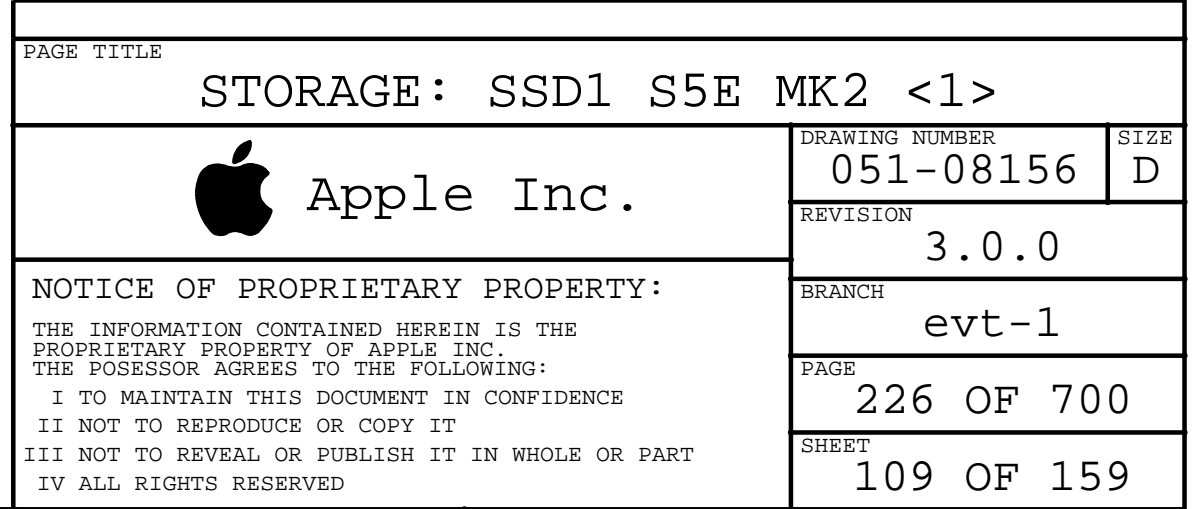 PAGE TITLE
STORAGE: SSD1 S5E MK2 <1>
Apple Inc.
DRAWING NUMBER
051-08156
SIZE
D
REVISION
3.0.0
NOTICE OF PROPRIETARY PROPERTY:
THE INFORMATION CONTAINED HEREIN IS THE
PROPRIETARY PROPERTY OF APPLE INC.
THE POSESSOR AGREES TO THE FOLLOWING:
I TO MAINTAIN THIS DOCUMENT IN CONFIDENCE
II NOT TO REPRODUCE OR COPY IT
III NOT TO REVEAL OR PUBLISH IT IN WHOLE OR PART
IV ALL RIGHTS RESERVED
BRANCH
evt-1
PAGE
226 OF 700
SHEET
109 OF 159